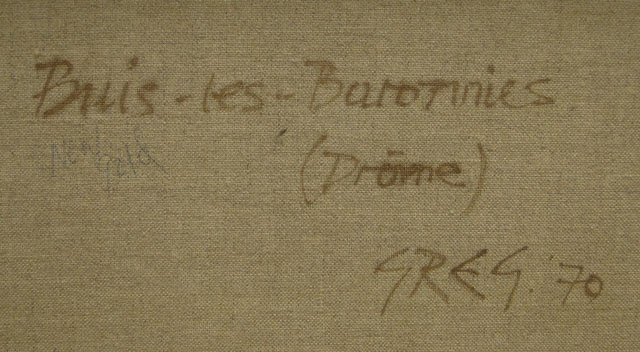 Buis-les-Baronnies
(Drôme)
GREG. '70